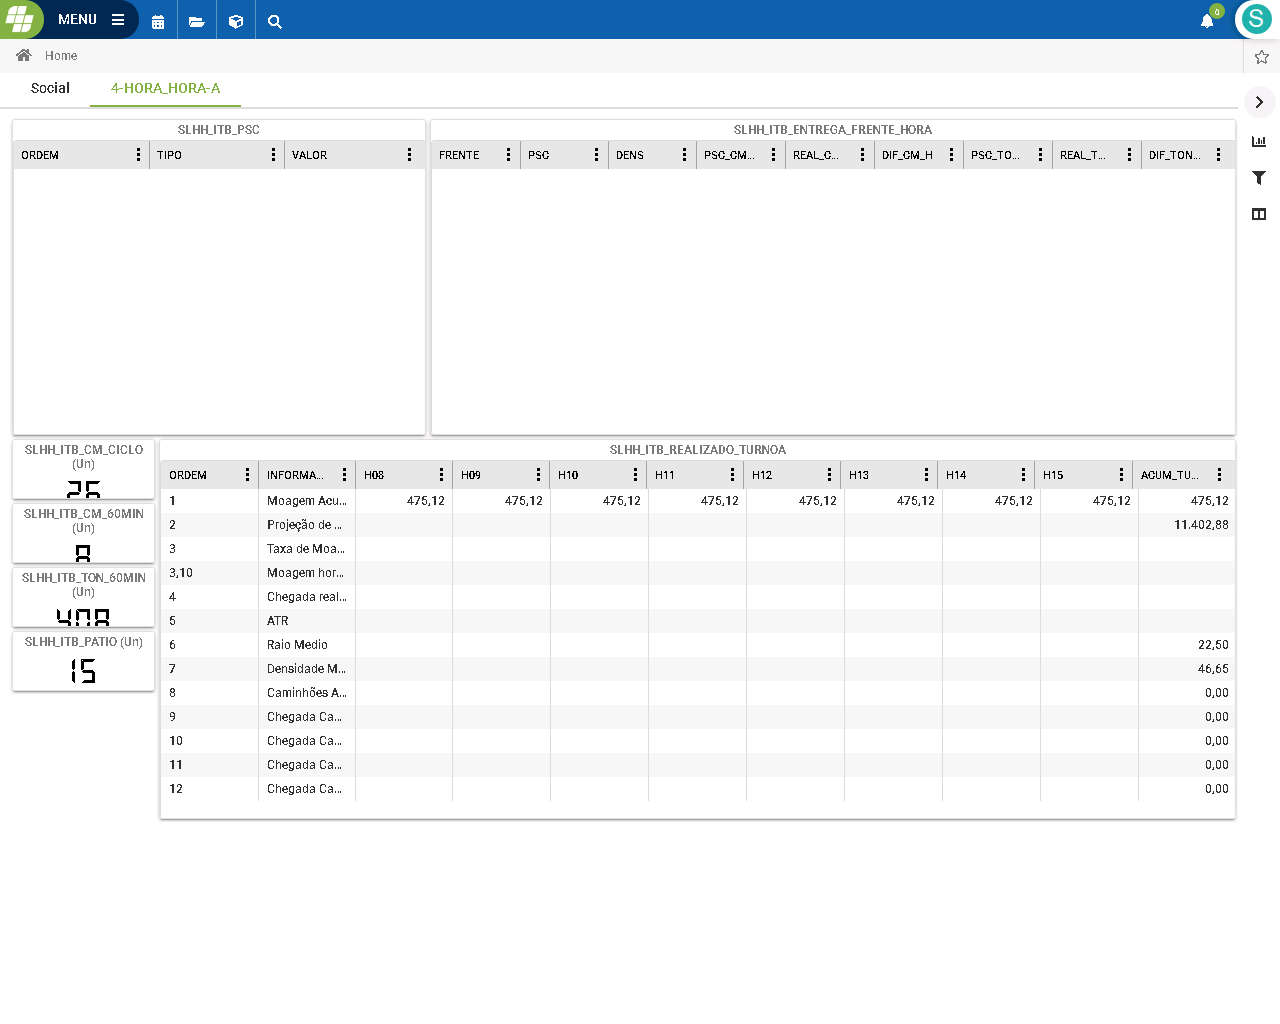 MENU
0
S
Home
Social 4-HORA_HORA-A
SLHH_ITB_PSC
ORDEM TIPO VALOR
SLHH_ITB_ENTREGA_FRENTE_HORA
FRENTE PSC DENS PSC_CM... REAL_C... DIF_CM_H PSC_TO... REAL_T... DIF_TON...
SLHH_ITB_CM_CICLO
(Un)
26
SLHH_ITB_CM_60MIN
(Un)
8
SLHH_ITB_TON_60MIN
(Un)
408
SLHH_ITB_PATIO (Un)
15
SLHH_ITB_REALIZADO_TURNOA
ORDEM INFORMA... H08 H09 H10 H11 H12 H13 H14 H15 ACUM_TU...
1 Moagem Acu... 475,12 475,12 475,12 475,12 475,12 475,12 475,12 475,12 475,12
2 Projeção de ... 11.402,88
3 Taxa de Moa...
3,10 Moagem hor...
4 Chegada real...
5 ATR
6 Raio Medio 22,50
7 Densidade M... 46,65
8 Caminhões A... 0,00
9 Chegada Ca... 0,00
10 Chegada Ca... 0,00
11 Chegada Ca... 0,00
12 Chegada Ca... 0,00